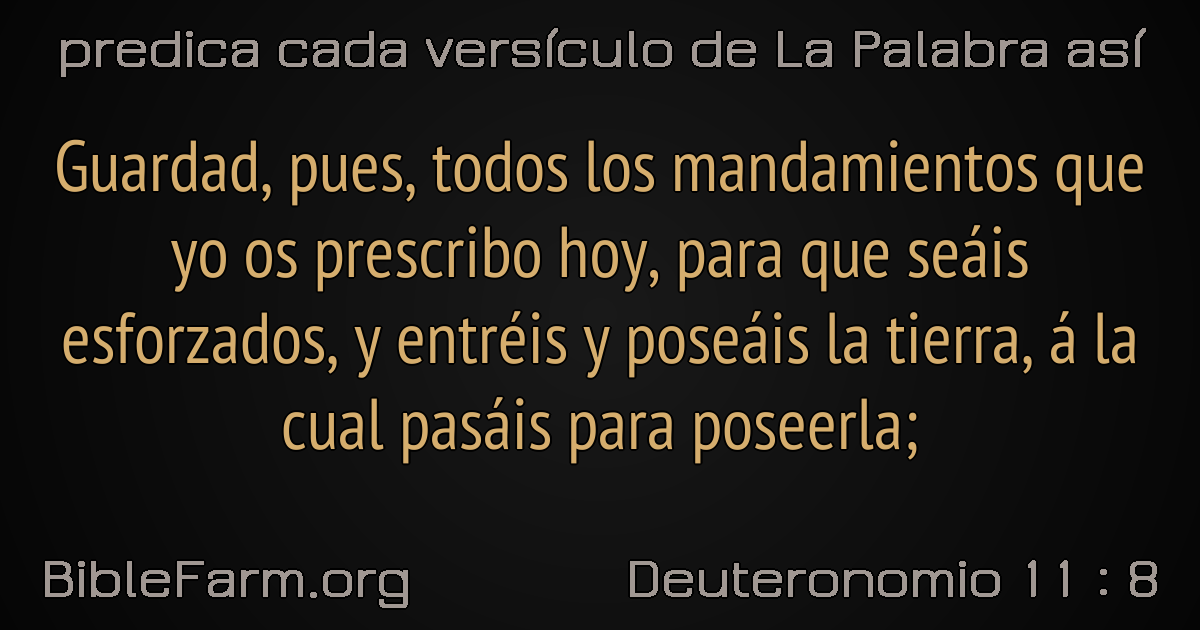 predica cada versículo de La Palabra así
Guardad, pues, todos los mandamientos que
yo os prescribo hoy, para que seáis
esforzados, y entréis y poseáis la tierra, á la
cual pasáis para poseerla;
BibleFarm.org
Deuteronomio 11 : 8